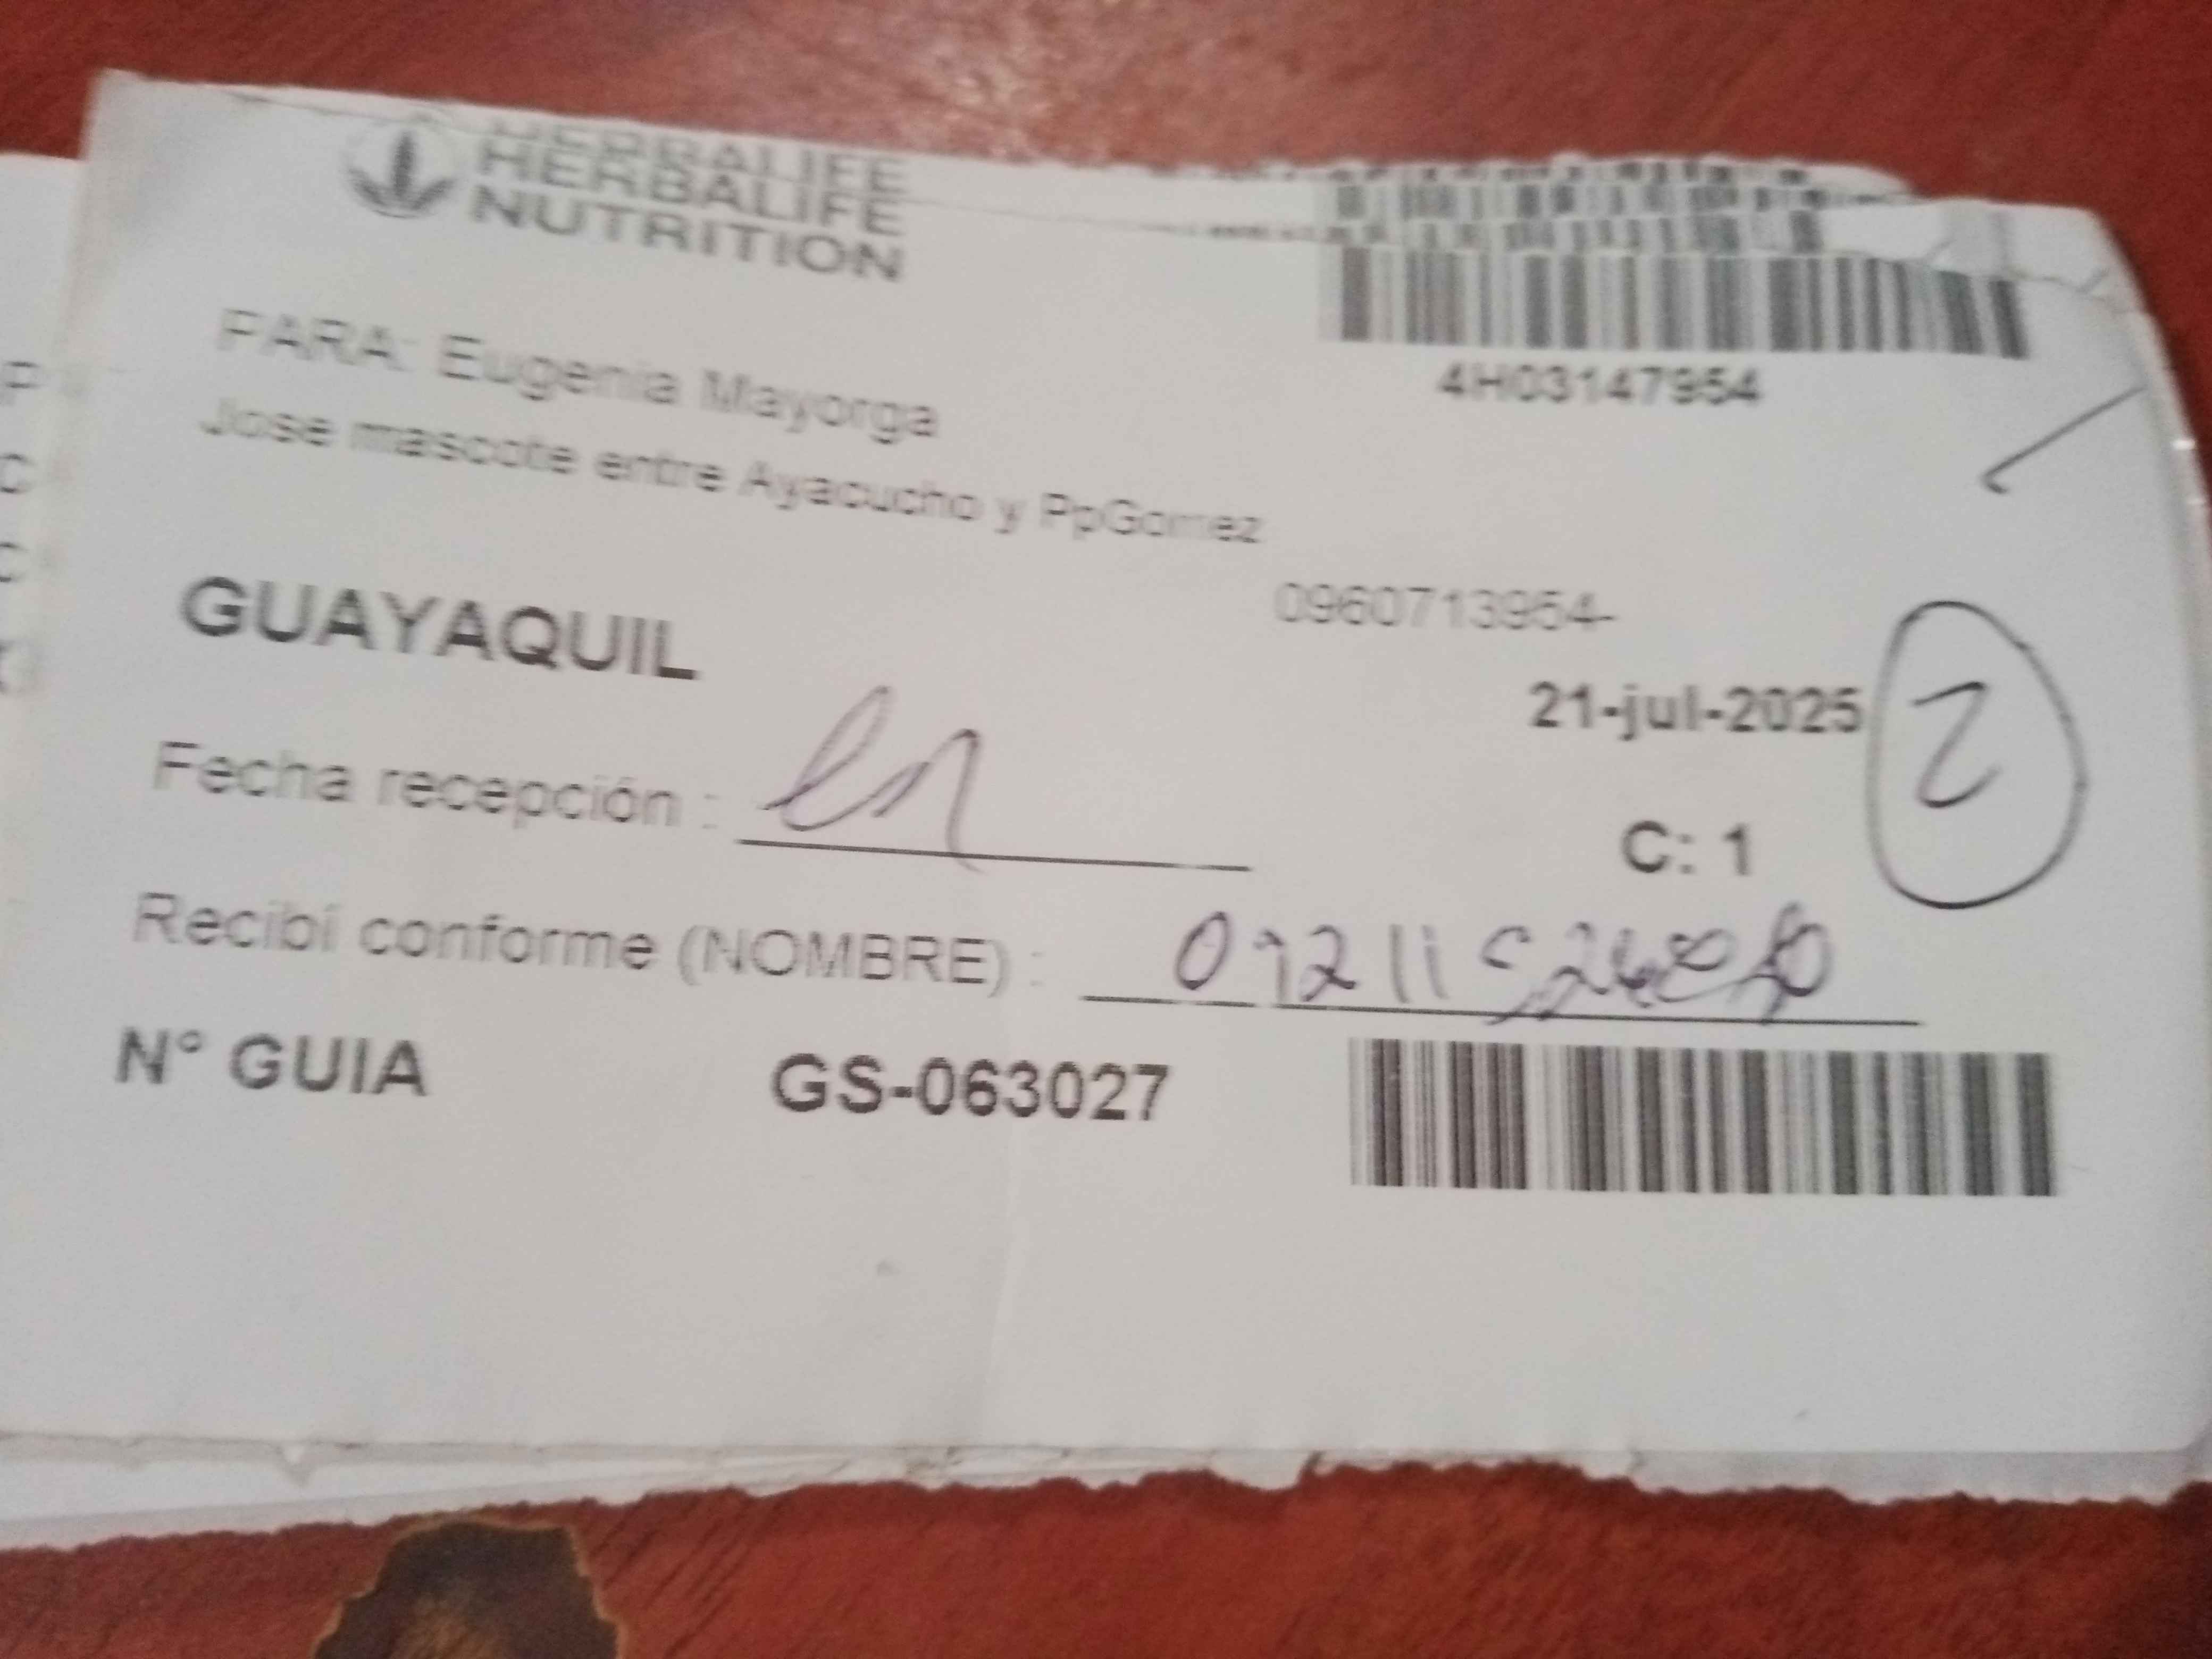 HERBALIFE
HERBALIFE
NUTRITION
4H03147954
PARA: Eugenia Mayorga
Jose mascote entre Ayacucho y PpGomez
0960713954-
GUAYAQUIL
21-jul-2025
2
Fecha recepción :
C: 1
Recibí conforme (NOMBRE) :
N° GUIA GS-063027